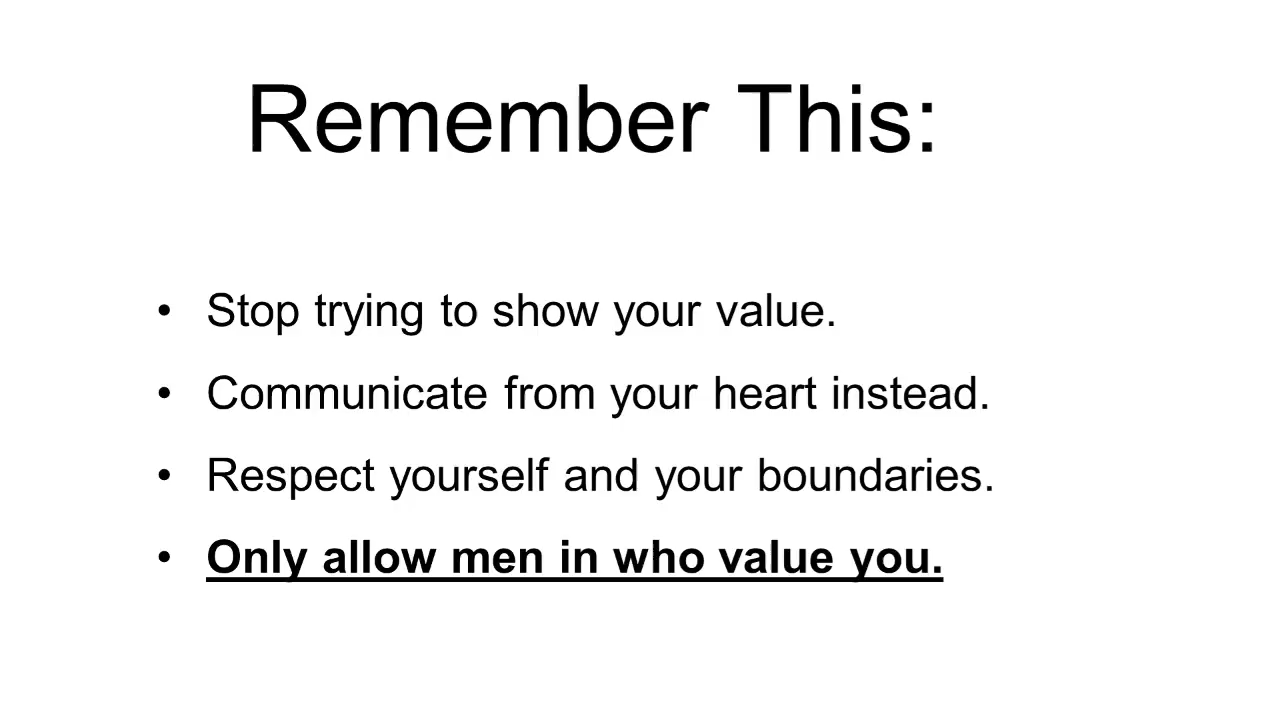 Remember This:
• Stop trying to show your value.
• Communicate from your heart instead.
• Respect yourself and your boundaries.
• Only allow men in who value you.